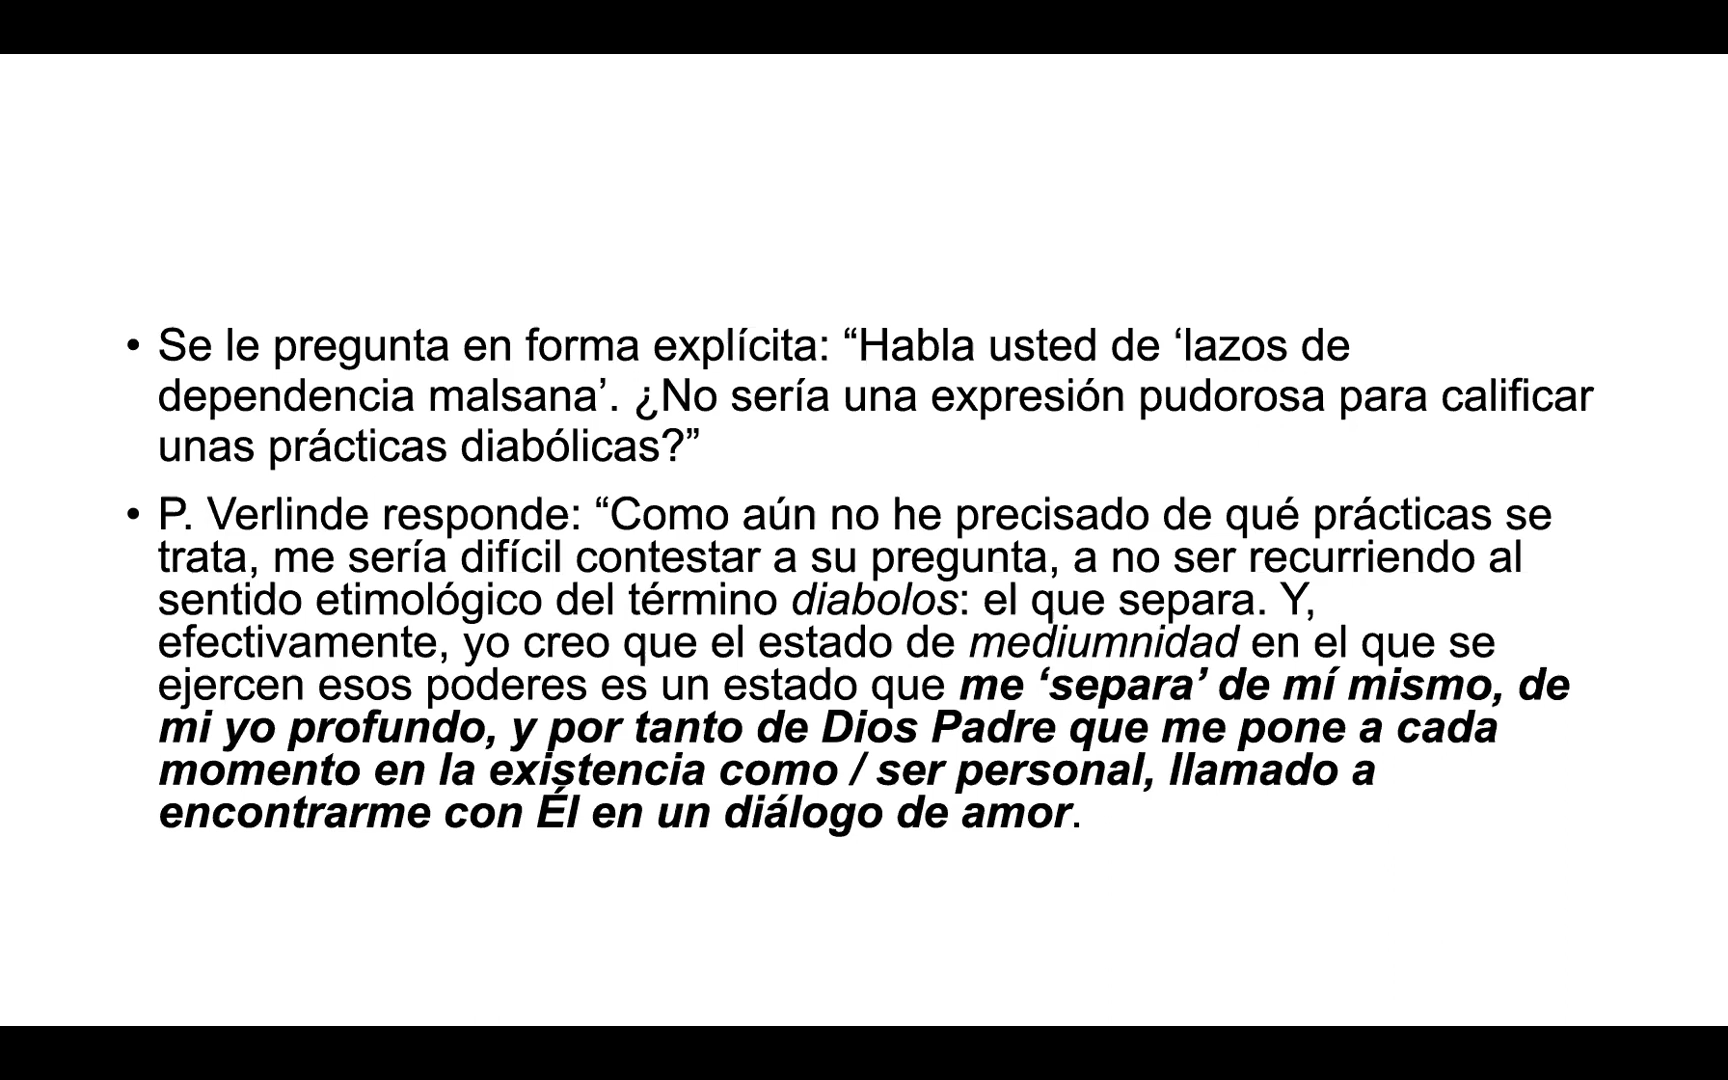 • Se le pregunta en forma explícita: “Habla usted de ‘lazos de
dependencia malsana’. ¿No sería una expresión pudorosa para calificar
unas prácticas diabólicas?”
• P. Verlinde responde: “Como aún no he precisado de qué prácticas se
trata, me sería difícil contestar a su pregunta, a no ser recurriendo al
sentido etimológico del término diabolos: el que separa. Y,
efectivamente, yo creo que el estado de mediumnidad en el que se
ejercen esos poderes es un estado que me ‘separa’ de mí mismo, de
mi yo profundo, y por tanto de Dios Padre que me pone a cada
momento en la existencia como / ser personal, llamado a
encontrarme con Él en un diálogo de amor.